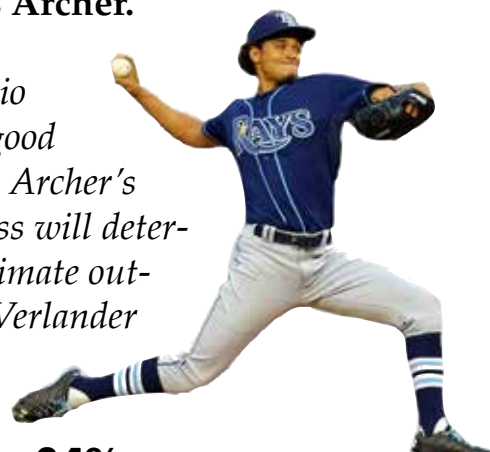 Archer.
io
good
Archer's
ss will deter-
imate out-
Verlander
RAYS